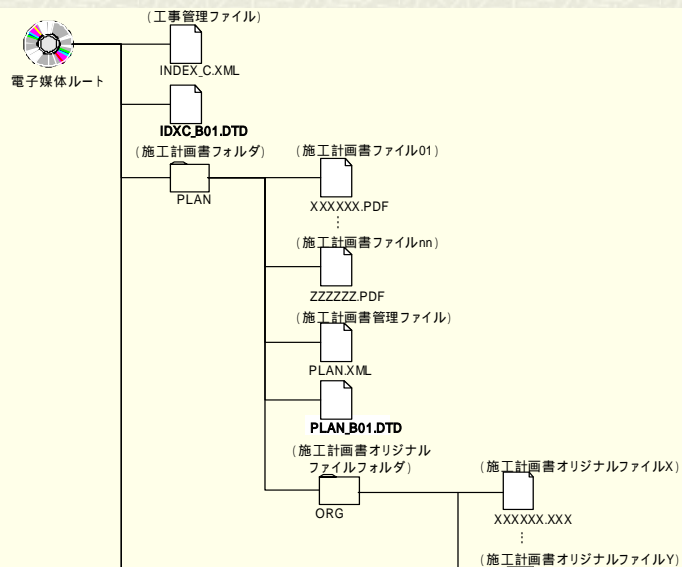 (工事管理ファイル)
INDEX_C.XML
電子媒体ルート
IDXC_B01.DTD
(施工計画書フォルダ)
PLAN
(施工計画書ファイル01)
XXXXXX.PDF
(施工計画書ファイルnn)
ZZZZZZ.PDF
(施工計画書管理ファイル)
PLAN.XML
PLAN_B01.DTD
(施工計画書オリジナル
ファイルフォルダ)
ORG
(施工計画書オリジナルファイルX)
XXXXXX.XXX
(施工計画書オリジナルファイルY)